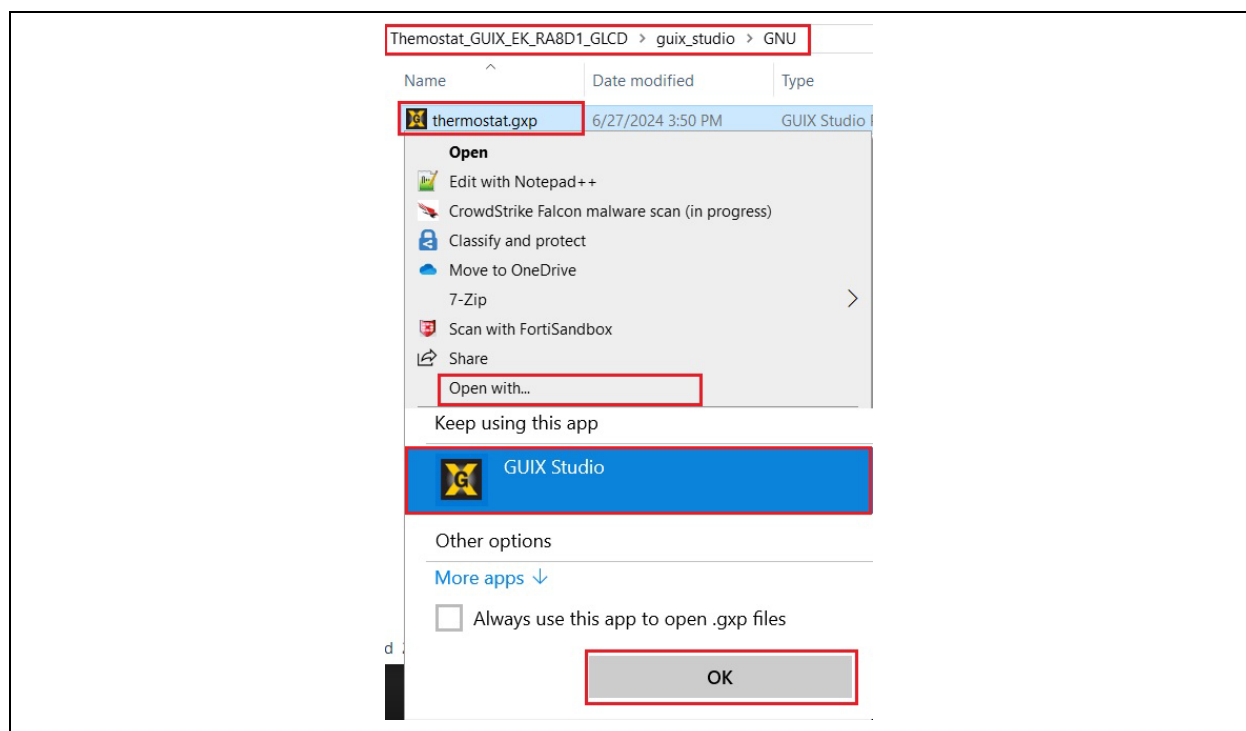 Themostat_GUIX_EK_RA8D1_GLCD > guix_studio > GNU
Name Date modified Type
thermostat.gxp 6/27/2024 3:50 PM GUIX Studio
Open
Edit with Notepad++
CrowdStrike Falcon malware scan (in progress)
Classify and protect
Move to OneDrive
7-Zip
Scan with FortiSandbox
Share
Open with...
Keep using this app
G GUIX Studio
Other options
More apps
Always use this app to open .gxp files
d
OK